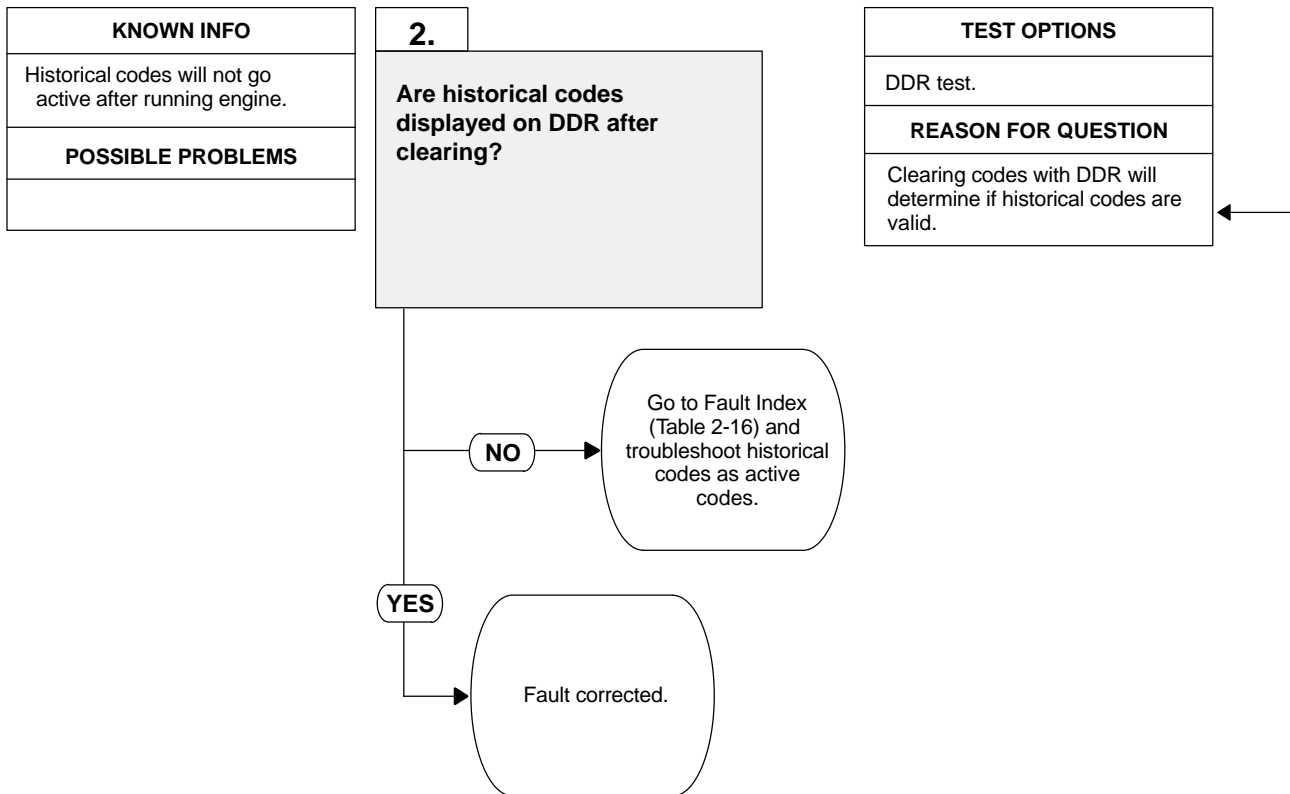 KNOWN INFO
Historical codes will not go
active after running engine.
POSSIBLE PROBLEMS
2.
Are historical codes
displayed on DDR after
clearing?
TEST OPTIONS
DDR test.
REASON FOR QUESTION
Clearing codes with DDR will
determine if historical codes are
valid.
NO
Go to Fault Index
(Table 2-16) and
troubleshoot historical
codes as active
codes.
YES
Fault corrected.